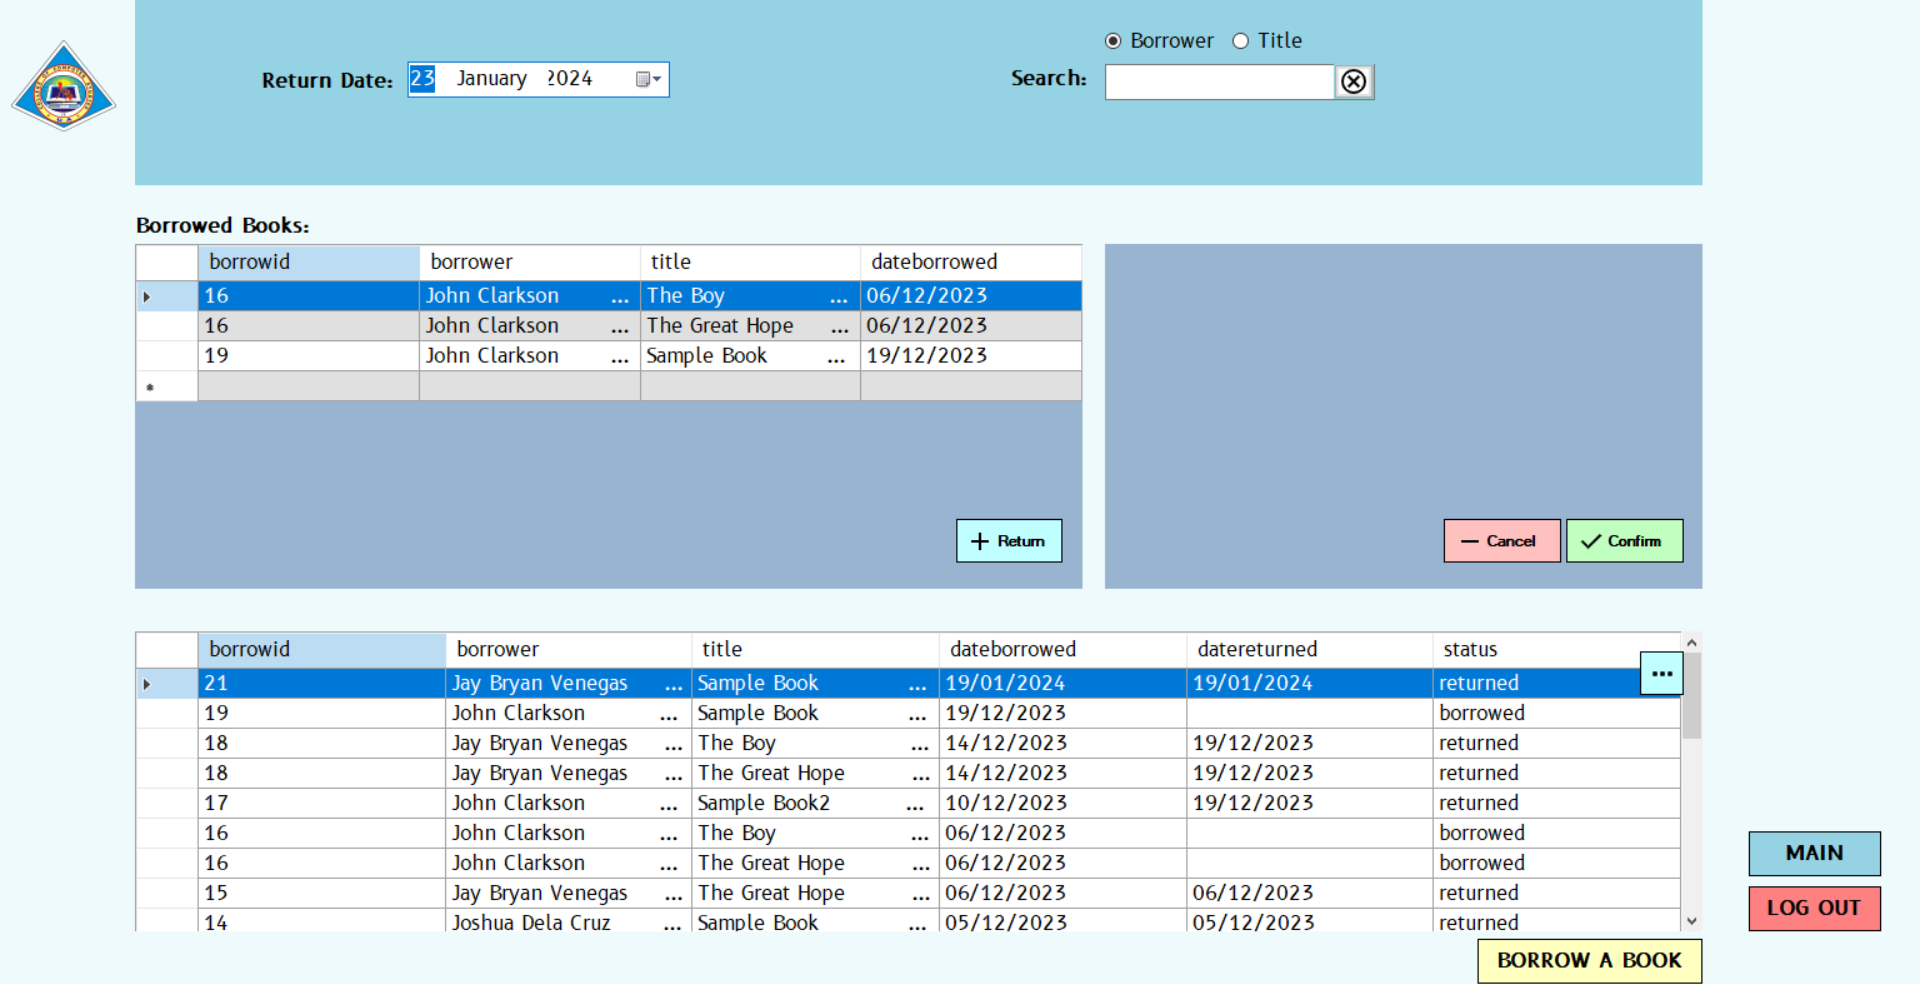 Borrower Title
Return Date: 23 January 2024
Search:
Borrowed Books:
borrowid borrower title dateborrowed
16 John Clarkson ... The Boy ... 06/12/2023
16 John Clarkson ... The Great Hope ... 06/12/2023
19 John Clarkson ... Sample Book ... 19/12/2023
Return
Cancel Confirm
borrowid borrower title dateborrowed datereturned status
...
21 Jay Bryan Venegas ... Sample Book ... 19/01/2024 19/01/2024 returned
19 John Clarkson ... Sample Book ... 19/12/2023 borrowed
18 Jay Bryan Venegas ... The Boy ... 14/12/2023 19/12/2023 returned
18 Jay Bryan Venegas ... The Great Hope ... 14/12/2023 19/12/2023 returned
17 John Clarkson ... Sample Book2 ... 10/12/2023 19/12/2023 returned
16 John Clarkson ... The Boy ... 06/12/2023 borrowed
16 John Clarkson ... The Great Hope ... 06/12/2023 borrowed
15 Jay Bryan Venegas ... The Great Hope ... 06/12/2023 06/12/2023 returned
14 Joshua Dela Cruz ... Sample Book ... 05/12/2023 05/12/2023 returned
MAIN
LOG OUT
BORROW A BOOK